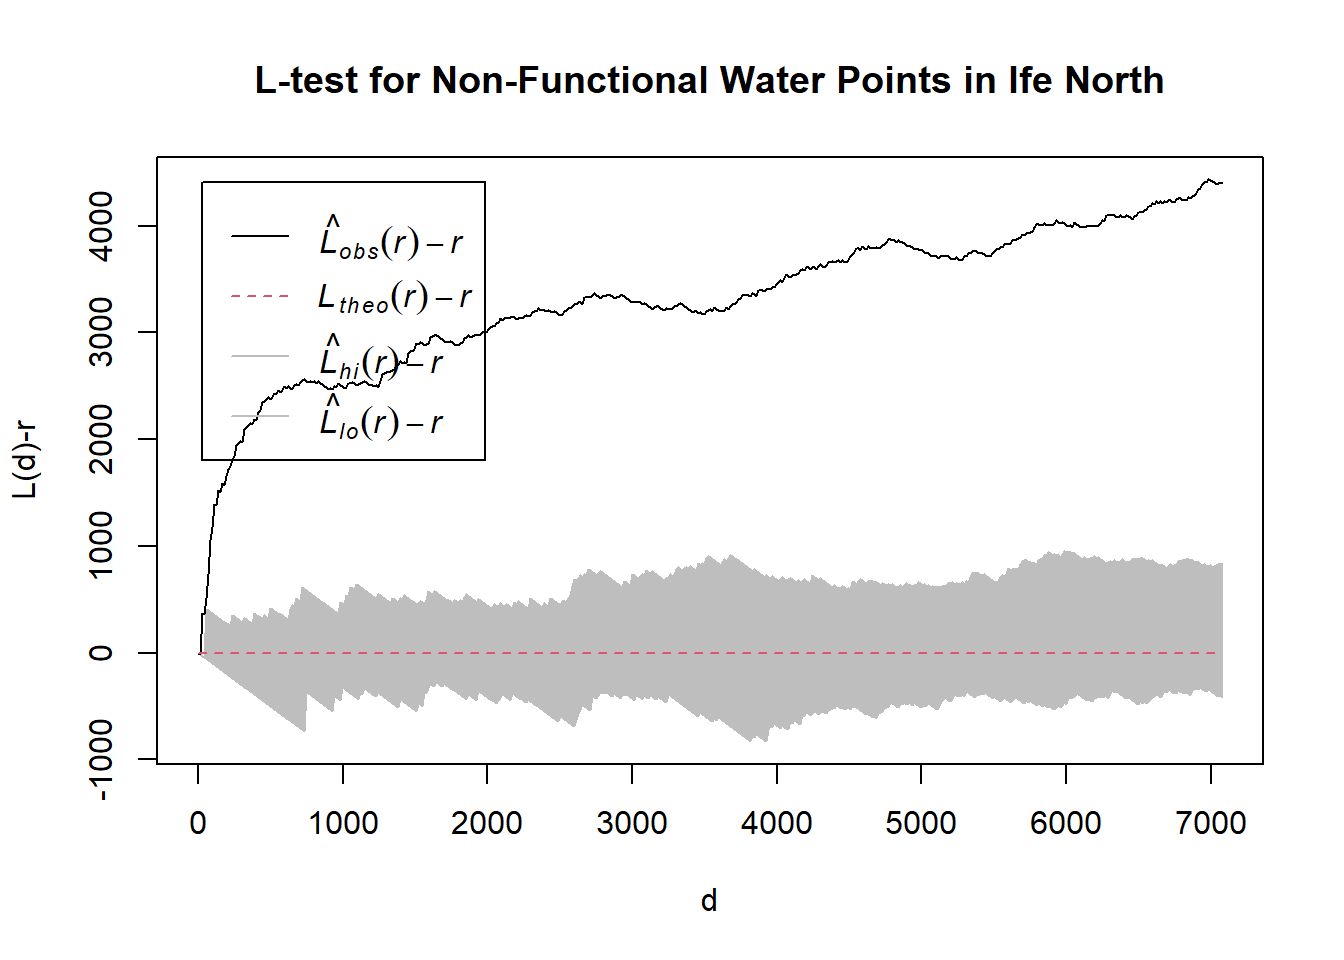 L-test for Non-Functional Water Points in Ife North
L̂obs(r) – r
Ltheo(r) – r
L̂hi(r) – r
L̂lo(r) – r
L(d)-r
4000
3000
2000
1000
0
-1000
0 1000 2000 3000 4000 5000 6000 7000
d